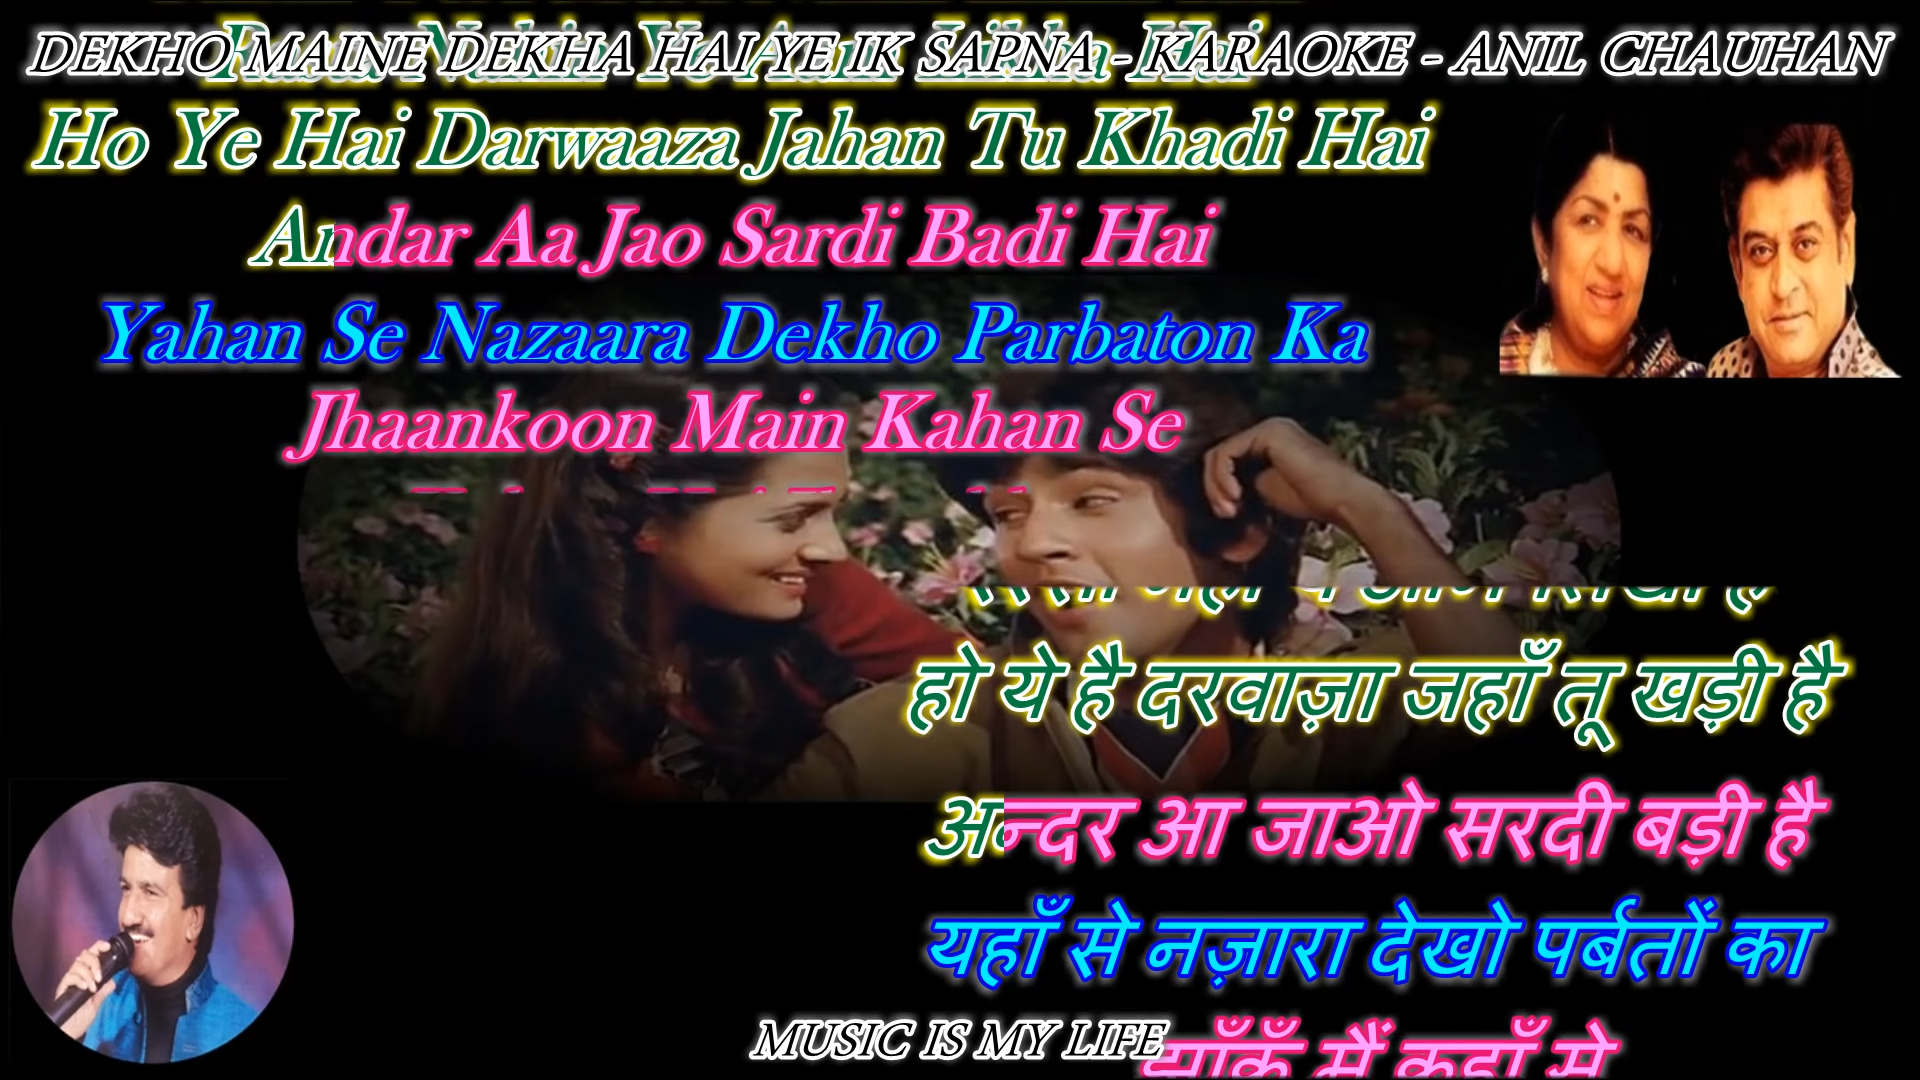 DEKHO MAINE DEKHA HAI YE IK SAPNA - KARAOKE - ANIL CHAUHAN
Ho Ye Hai Darwaaza Jahan Tu Khadi Hai
Andar Aa Jao Sardi Badi Hai
Yahan Se Nazaara Dekho Parbaton Ka
Jhaankoon Main Kahan Se
हो ये है दरवाज़ा जहाँ तू खड़ी है
अन्दर आ जाओ सरदी बड़ी है
यहाँ से नज़ारा देखो पर्बतों का
मैं कहाँ से
MUSIC IS MY LIFE